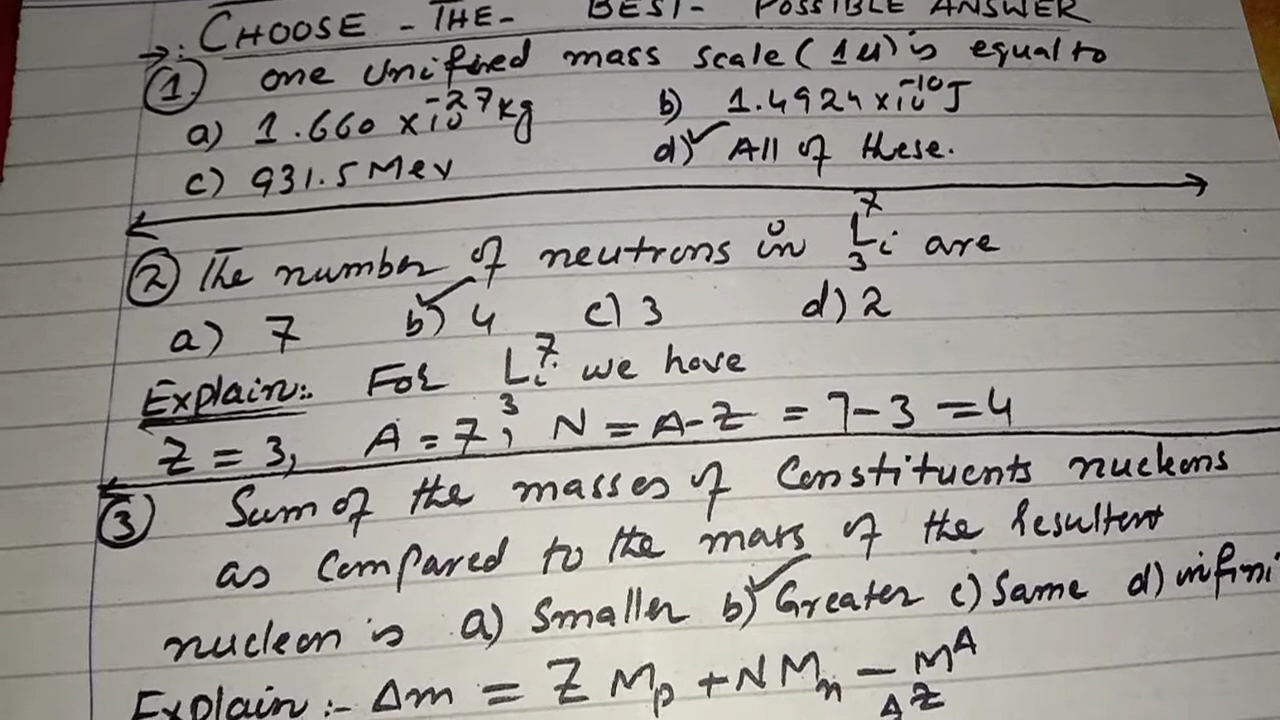 CHOOSE - THE - BEST - POSSIBLE ANSWER
→: ① one Unified mass scale (1u) is equal to
a) 1.660 x 10⁻²⁷ kg b) 1.4924 x 10⁻¹⁰ J
c) 931.5 Mev d) ✓ All of these.
② The number of neutrons in ⁷₃Li are
a) 7 b) ✓ 4 c) 3 d) 2
Explain:. For Li⁷₃ we have
Z = 3, A = 7, N = A-Z = 7-3 = 4
③ Sum of the masses of Constituents nucleons
as compared to the mass of the resultent
nucleon is a) Smaller b) ✓ Greater c) Same d) infini
Explain :- Δm = Z Mp + N Mn - M A
Z